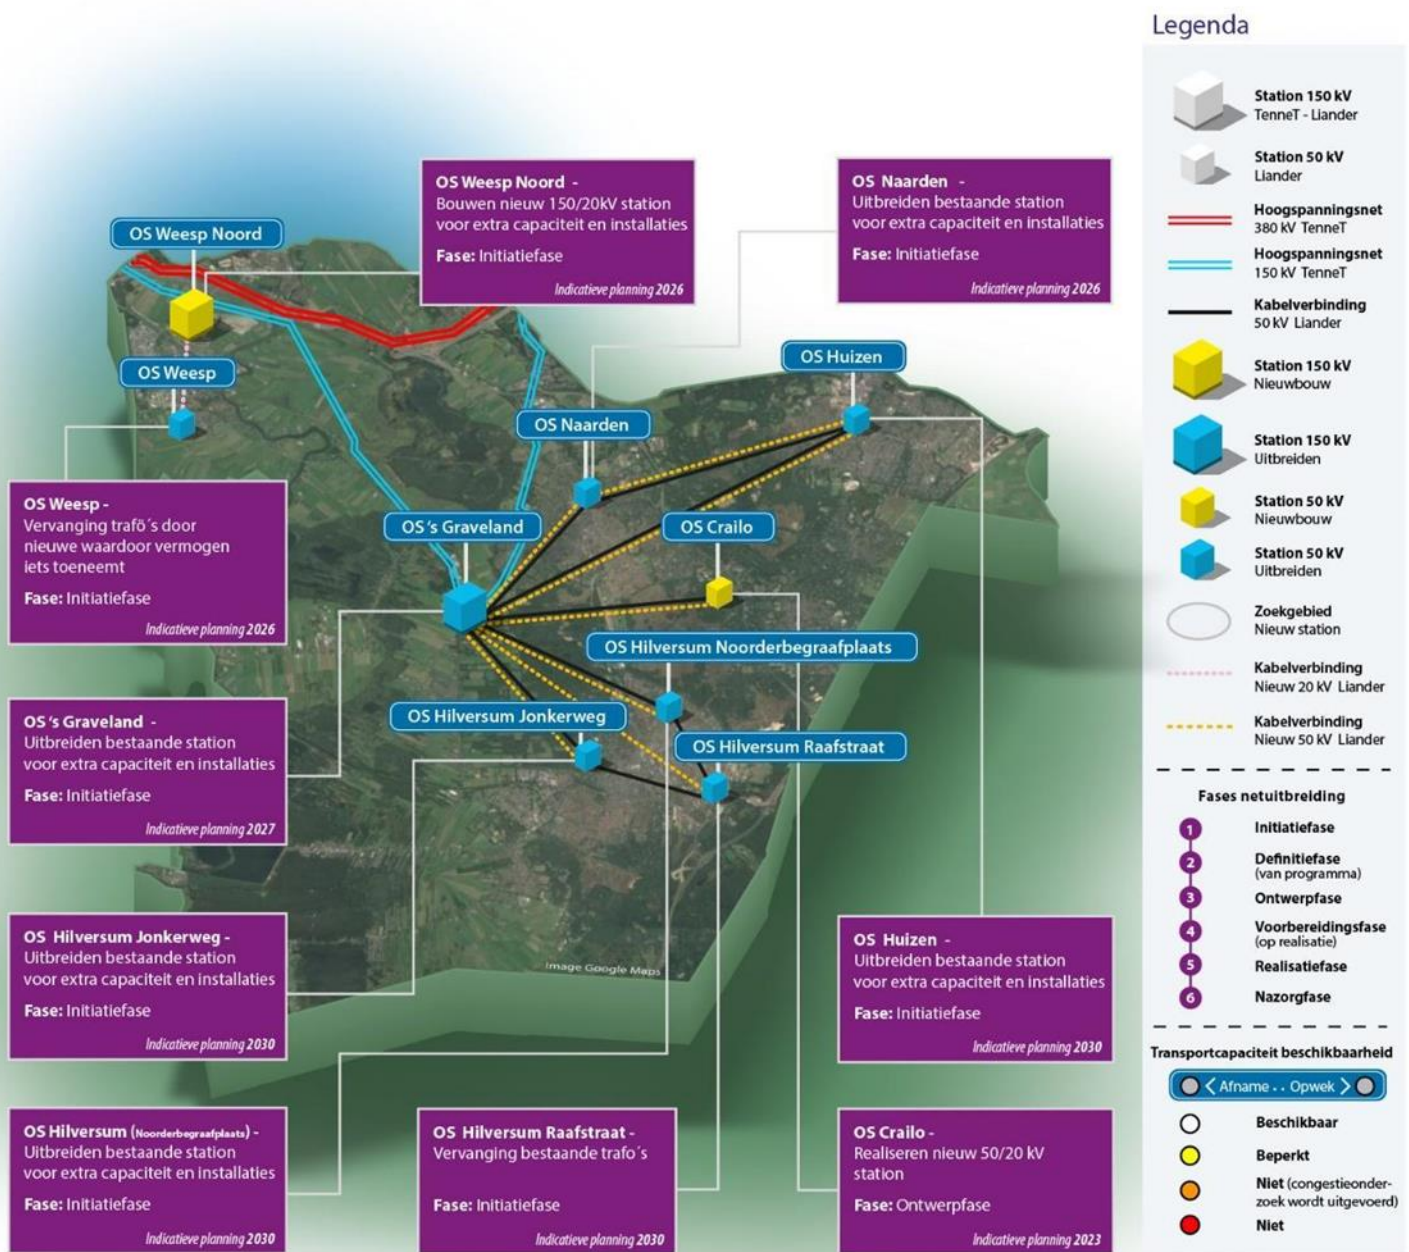 OS Weesp Noord
OS Weesp
OS Naarden
OS Huizen
OS 's Graveland
OS Crailo
OS Hilversum Noorderbegraafplaats
OS Hilversum Jonkerweg
OS Hilversum Raafstraat
Image Google Maps
OS Weesp Noord -
Bouwen nieuw 150/20kV station
voor extra capaciteit en installaties
Fase: Initiatiefase
Indicatieve planning 2026
OS Naarden -
Uitbreiden bestaande station
voor extra capaciteit en installaties
Fase: Initiatiefase
Indicatieve planning 2026
OS Weesp -
Vervanging trafõ´s door
nieuwe waardoor vermogen
iets toeneemt
Fase: Initiatiefase
Indicatieve planning 2026
OS 's Graveland -
Uitbreiden bestaande station
voor extra capaciteit en installaties
Fase: Initiatiefase
Indicatieve planning 2027
OS Hilversum Jonkerweg -
Uitbreiden bestaande station
voor extra capaciteit en installaties
Fase: Initiatiefase
Indicatieve planning 2030
OS Huizen -
Uitbreiden bestaande station
voor extra capaciteit en installaties
Fase: Initiatiefase
Indicatieve planning 2030
OS Hilversum (Noorderbegraafplaats) -
Uitbreiden bestaande station
voor extra capaciteit en installaties
Fase: Initiatiefase
Indicatieve planning 2030
OS Hilversum Raafstraat -
Vervanging bestaande trafo´s
Fase: Initiatiefase
Indicatieve planning 2030
OS Crailo -
Realiseren nieuw 50/20 kV
station
Fase: Ontwerpfase
Indicatieve planning 2023
Legenda
Station 150 kV
TenneT - Liander
Station 50 kV
Liander
Hoogspanningsnet
380 kV TenneT
Hoogspanningsnet
150 kV TenneT
Kabelverbinding
50 kV Liander
Station 150 kV
Nieuwbouw
Station 150 kV
Uitbreiden
Station 50 kV
Nieuwbouw
Station 50 kV
Uitbreiden
Zoekgebied
Nieuw station
Kabelverbinding
Nieuw 20 kV Liander
Kabelverbinding
Nieuw 50 kV Liander
Fases netuitbreiding
1 Initiatiefase
2 Definitiefase
(van programma)
3 Ontwerpfase
4 Voorbereidingsfase
(op realisatie)
5 Realisatiefase
6 Nazorgfase
Transportcapaciteit beschikbaarheid
< Afname . . Opwek >
Beschikbaar
Beperkt
Niet (congestieonder-
zoek wordt uitgevoerd)
Niet